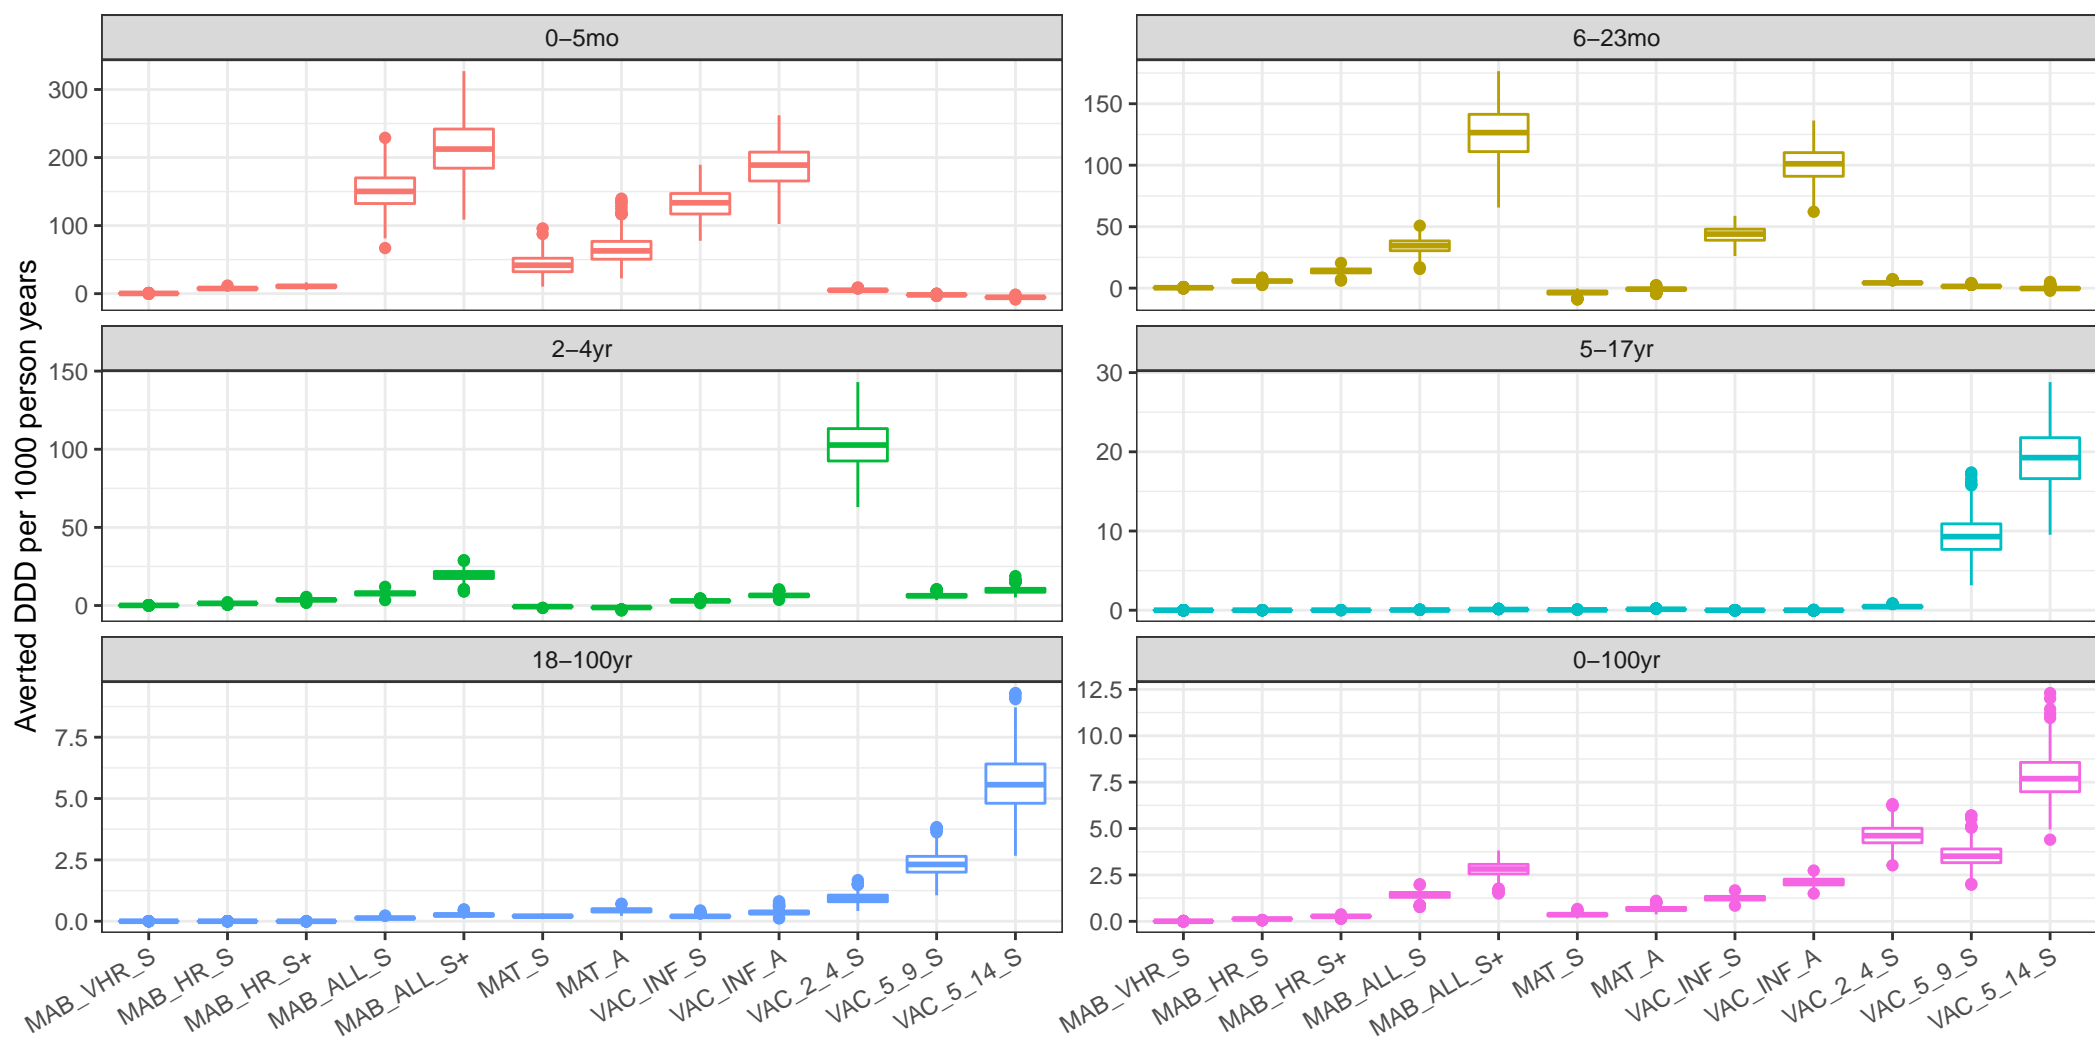 Averted DDD per 1000 person years
0–5mo
300
200
100
0
6–23mo
150
100
50
0
2–4yr
150
100
50
0
5–17yr
30
20
10
0
18–100yr
7.5
5.0
2.5
0.0
0–100yr
12.5
10.0
7.5
5.0
2.5
0.0
MAB_VHR_S
MAB_HR_S
MAB_HR_S+
MAB_ALL_S
MAB_ALL_S+
MAT_S
MAT_A
VAC_INF_S
VAC_INF_A
VAC_2_4_S
VAC_5_9_S
VAC_5_14_S
MAB_VHR_S
MAB_HR_S
MAB_HR_S+
MAB_ALL_S
MAB_ALL_S+
MAT_S
MAT_A
VAC_INF_S
VAC_INF_A
VAC_2_4_S
VAC_5_9_S
VAC_5_14_S